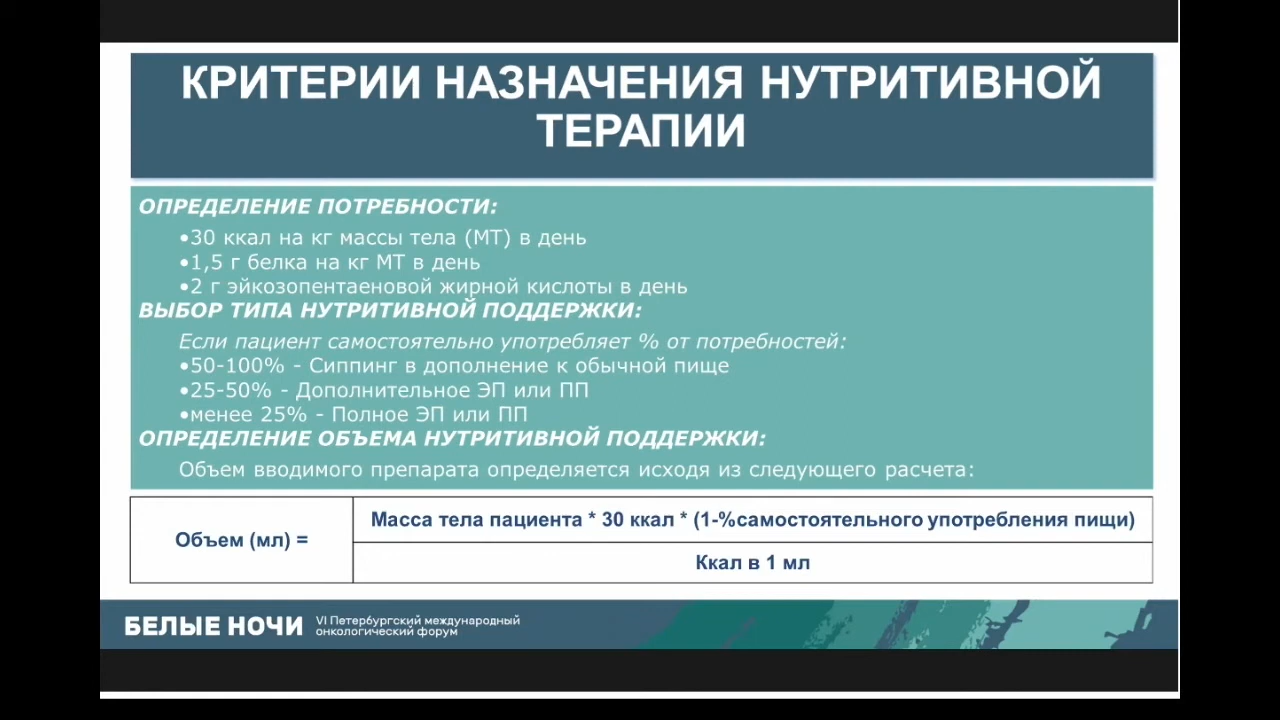 КРИТЕРИИ НАЗНАЧЕНИЯ НУТРИТИВНОЙ
ТЕРАПИИ
ОПРЕДЕЛЕНИЕ ПОТРЕБНОСТИ:
•30 ккал на кг массы тела (МТ) в день
•1,5 г белка на кг МТ в день
•2 г эйкозопентаеновой жирной кислоты в день
ВЫБОР ТИПА НУТРИТИВНОЙ ПОДДЕРЖКИ:
Если пациент самостоятельно употребляет % от потребностей:
•50-100% - Сиппинг в дополнение к обычной пище
•25-50% - Дополнительное ЭП или ПП
•менее 25% - Полное ЭП или ПП
ОПРЕДЕЛЕНИЕ ОБЪЕМА НУТРИТИВНОЙ ПОДДЕРЖКИ:
Объем вводимого препарата определяется исходя из следующего расчета:
Объем (мл) =
Масса тела пациента * 30 ккал * (1-%самостоятельного употребления пищи)
Ккал в 1 мл
БЕЛЫЕ НОЧИ
VI Петербургский международный
онкологический форум